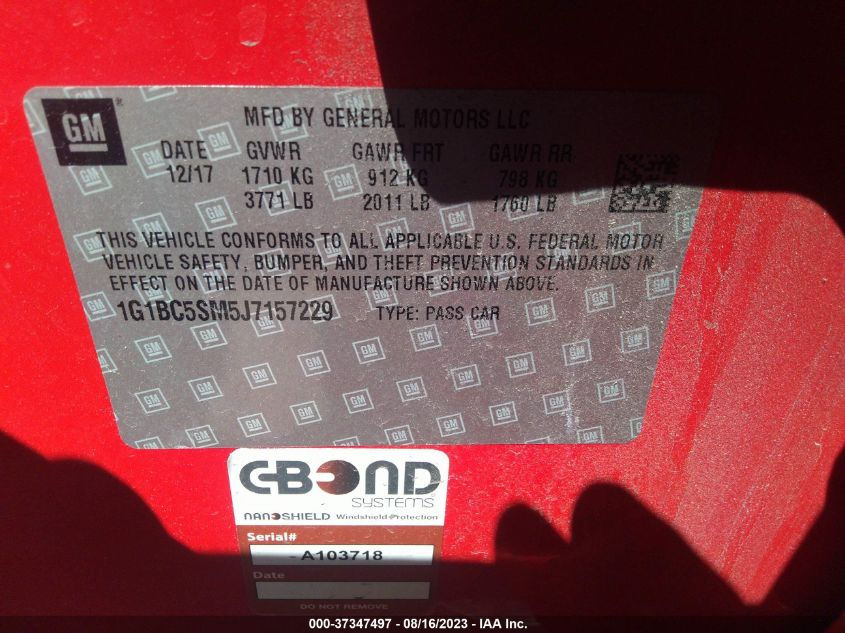 GM
MFD BY GENERAL MOTORS LLC
DATE GVWR GAWR FRT GAWR RR
12/17 1710 KG 912 KG 798 KG
3771 LB 2011 LB 1760 LB
THIS VEHICLE CONFORMS TO ALL APPLICABLE U.S. FEDERAL MOTOR
VEHICLE SAFETY, BUMPER, AND THEFT PREVENTION STANDARDS IN
EFFECT ON THE DATE OF MANUFACTURE SHOWN ABOVE.
1G1BC5SM5J7157229 TYPE: PASS CAR
C-BOND
SYSTEMS
NANOSHIELD Windshield Protection
Serial#
A103718
Date
DO NOT REMOVE
000-37347497 - 08/16/2023 - IAA Inc.